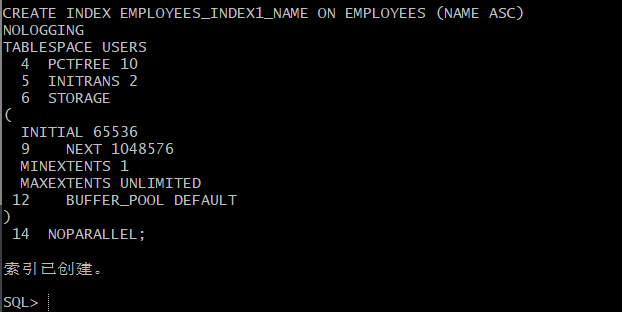 CREATE INDEX EMPLOYEES_INDEX1_NAME ON EMPLOYEES (NAME ASC)
NOLOGGING
TABLESPACE USERS
  4  PCTFREE 10
  5  INITRANS 2
  6  STORAGE
(
  INITIAL 65536
  9    NEXT 1048576
  MINEXTENTS 1
  MAXEXTENTS UNLIMITED
 12    BUFFER_POOL DEFAULT
)
 14  NOPARALLEL;
索引已创建。
SQL>